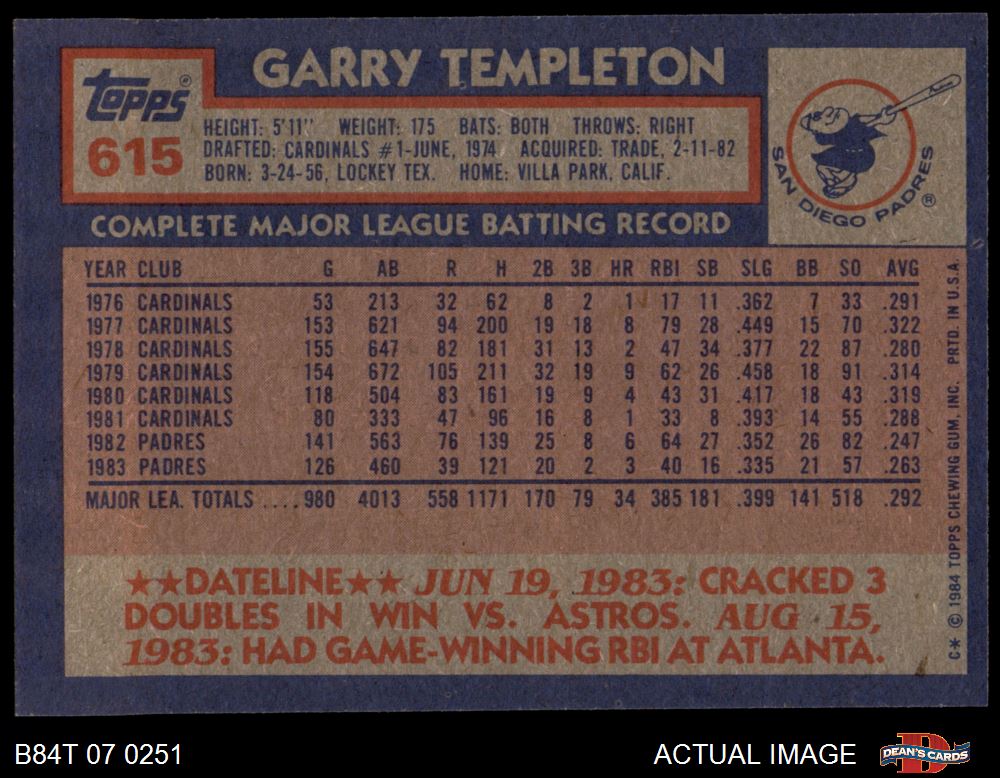 GARRY TEMPLETON
TOPPS®
615
HEIGHT: 5'11" WEIGHT: 175 BATS: BOTH THROWS: RIGHT
DRAFTED: CARDINALS #1-JUNE, 1974 ACQUIRED: TRADE, 2-11-82
BORN: 3-24-56, LOCKEY TEX. HOME: VILLA PARK, CALIF.
SAN DIEGO PADRES®
COMPLETE MAJOR LEAGUE BATTING RECORD
YEAR CLUB G AB R H 2B 3B HR RBI SB SLG BB SO AVG
1976 CARDINALS 53 213 32 62 8 2 1 17 11 .362 7 33 .291
1977 CARDINALS 153 621 94 200 19 18 8 79 28 .449 15 70 .322
1978 CARDINALS 155 647 82 181 31 13 2 47 34 .377 22 87 .280
1979 CARDINALS 154 672 105 211 32 19 9 62 26 .458 18 91 .314
1980 CARDINALS 118 504 83 161 19 9 4 43 31 .417 18 43 .319
1981 CARDINALS 80 333 47 96 16 8 1 33 8 .393 14 55 .288
1982 PADRES 141 563 76 139 25 8 6 64 27 .352 26 82 .247
1983 PADRES 126 460 39 121 20 2 3 40 16 .335 21 57 .263
MAJOR LEA. TOTALS .... 980 4013 558 1171 170 79 34 385 181 .399 141 518 .292
★★DATELINE★★ JUN 19, 1983: CRACKED 3
DOUBLES IN WIN VS. ASTROS. AUG 15,
1983: HAD GAME-WINNING RBI AT ATLANTA.
C* © 1984 TOPPS CHEWING GUM, INC. PRTD. IN U.S.A.
B84T 07 0251
ACTUAL IMAGE
DEAN'S CARDS